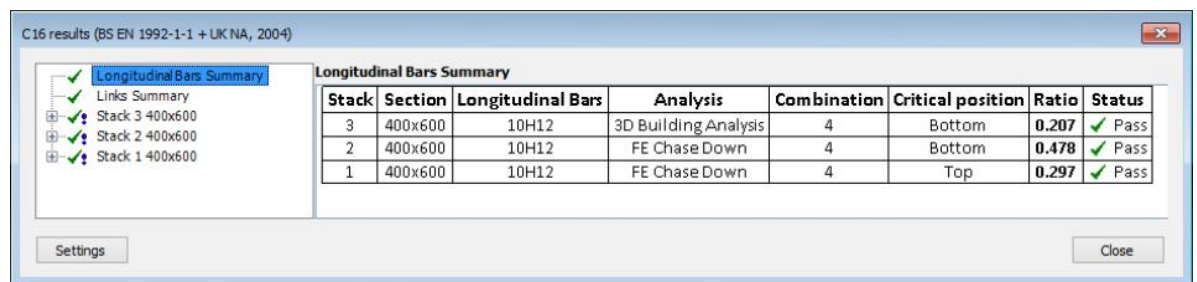 C16 results (BS EN 1992-1-1 + UK NA, 2004)
Longitudinal Bars Summary
Links Summary
Stack 3 400x600
Stack 2 400x600
Stack 1 400x600
Longitudinal Bars Summary
Stack Section Longitudinal Bars Analysis Combination Critical position Ratio Status
3 400x600 10H12 3D Building Analysis 4 Bottom 0.207 Pass
2 400x600 10H12 FE Chase Down 4 Bottom 0.478 Pass
1 400x600 10H12 FE Chase Down 4 Top 0.297 Pass
Settings Close